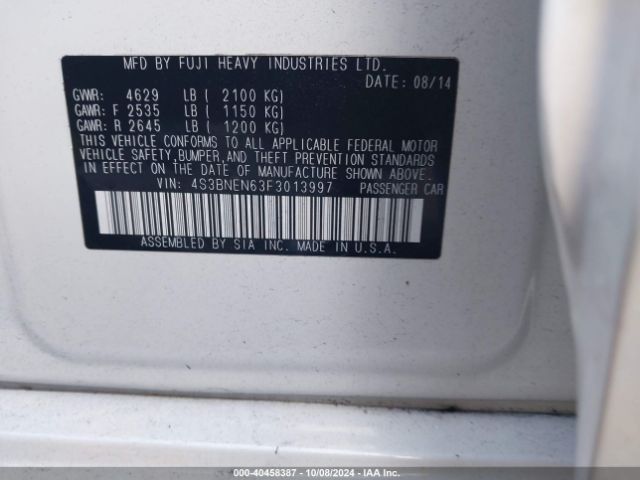 MFD BY FUJI HEAVY INDUSTRIES LTD.
DATE: 08/14
GVWR: 4629 LB ( 2100 KG)
GAWR: F 2535 LB ( 1150 KG)
GAWR: R 2645 LB ( 1200 KG)
THIS VEHICLE CONFORMS TO ALL APPLICABLE FEDERAL MOTOR
VEHICLE SAFETY,BUMPER,AND THEFT PREVENTION STANDARDS
IN EFFECT ON THE DATE OF MANUFACTURE SHOWN ABOVE.
VIN: 4S3BNEN63F3013997 PASSENGER CAR
ASSEMBLED BY SIA INC. MADE IN U.S.A.
000-40458387 - 10/08/2024 - IAA Inc.